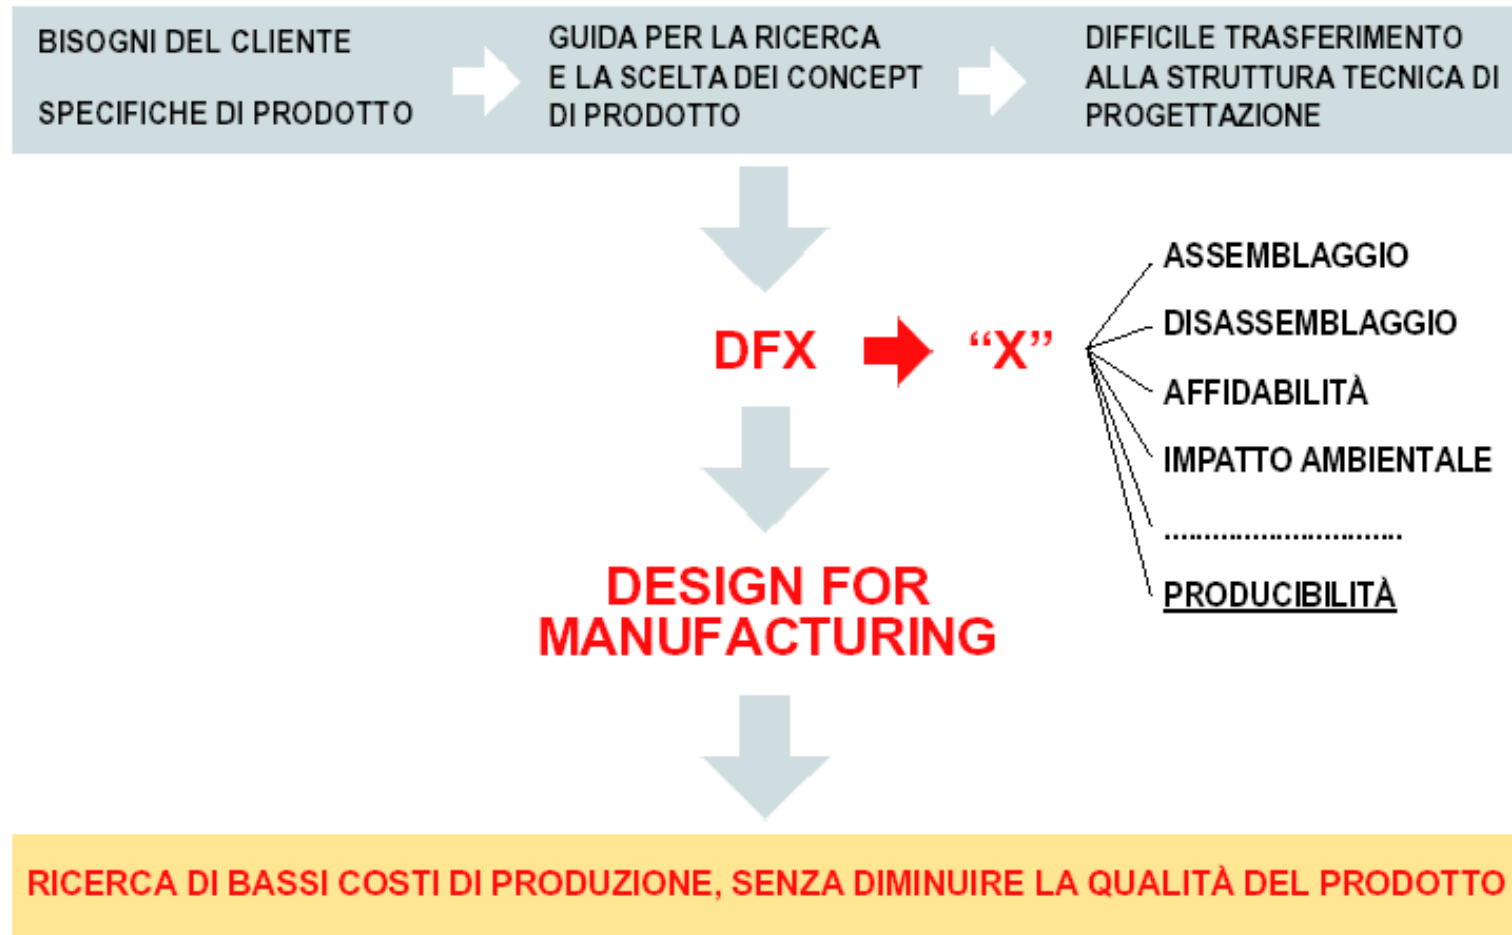 BISOGNI DEL CLIENTE
SPECIFICHE DI PRODOTTO
GUIDA PER LA RICERCA
E LA SCELTA DEI CONCEPT
DI PRODOTTO
DIFFICILE TRASFERIMENTO
ALLA STRUTTURA TECNICA DI
PROGETTAZIONE
DFX
“X”
ASSEMBLAGGIO
DISASSEMBLAGGIO
AFFIDABILITÀ
IMPATTO AMBIENTALE
..............................
PRODUCIBILITÀ
DESIGN FOR
MANUFACTURING
RICERCA DI BASSI COSTI DI PRODUZIONE, SENZA DIMINUIRE LA QUALITÀ DEL PRODOTTO